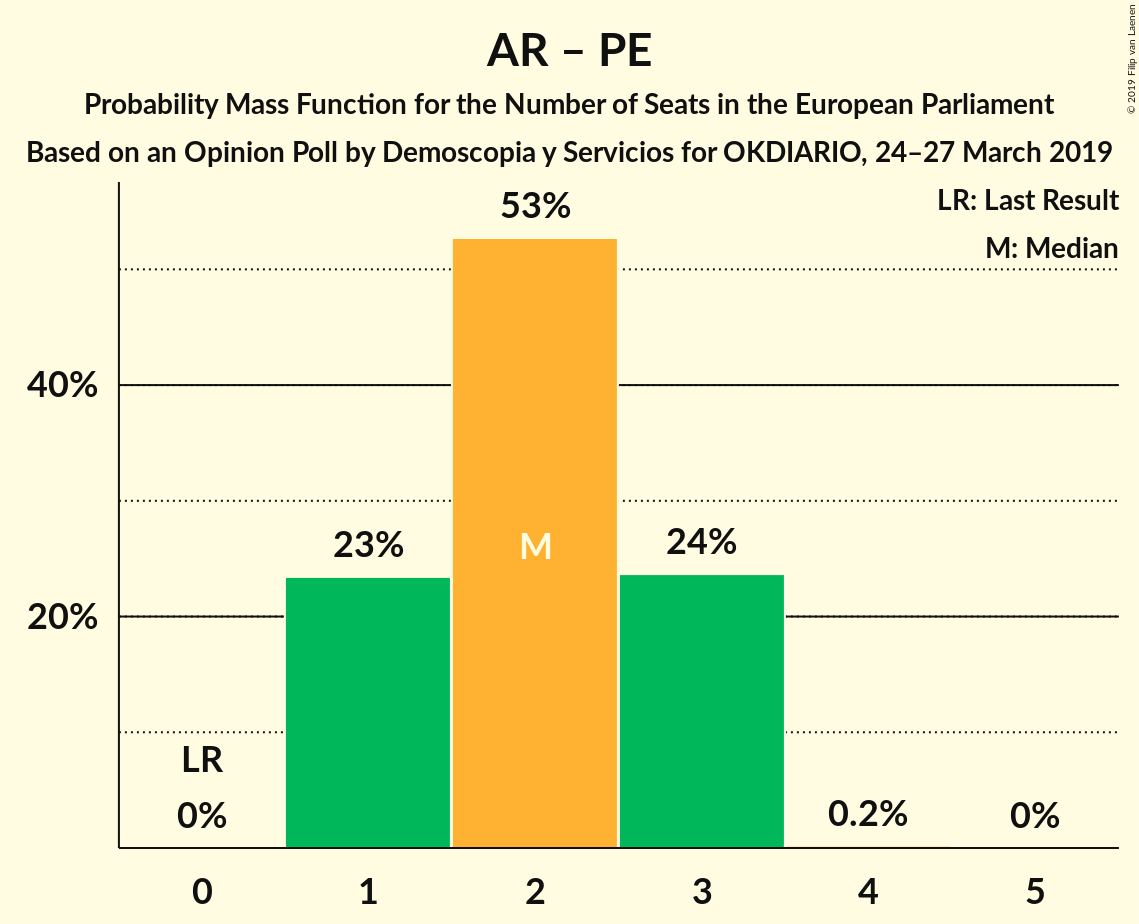 AR – PE
Probability Mass Function for the Number of Seats in the European Parliament
Based on an Opinion Poll by Demoscopia y Servicios for OKDIARIO, 24–27 March 2019
© 2019 Filip van Laenen
LR: Last Result
M: Median
53%
40%
M
23%
24%
20%
LR
0%
0.2%
0%
0 1 2 3 4 5